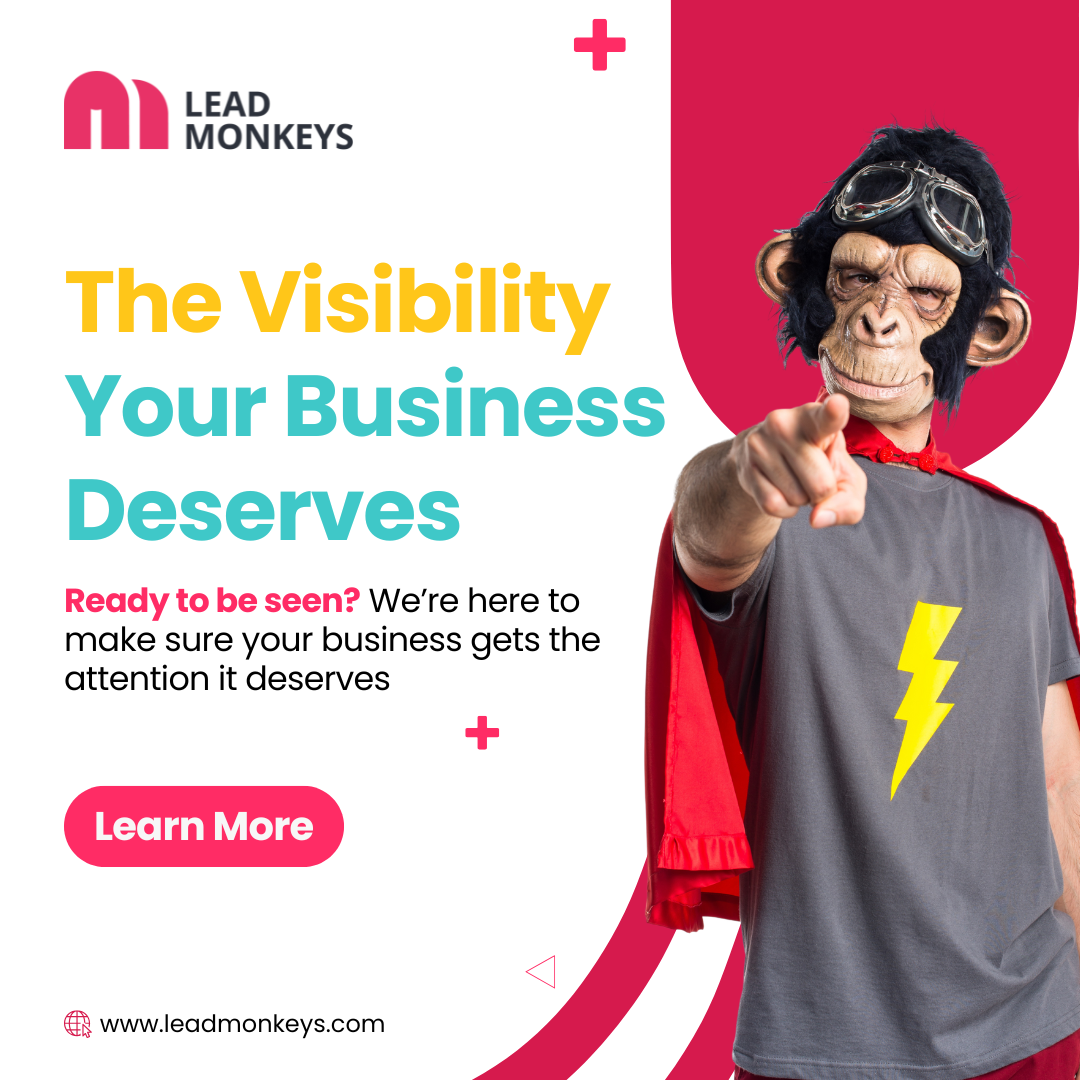 LEAD
MONKEYS
The Visibility
Your Business
Deserves
Ready to be seen? We’re here to
make sure your business gets the
attention it deserves
Learn More
www.leadmonkeys.com